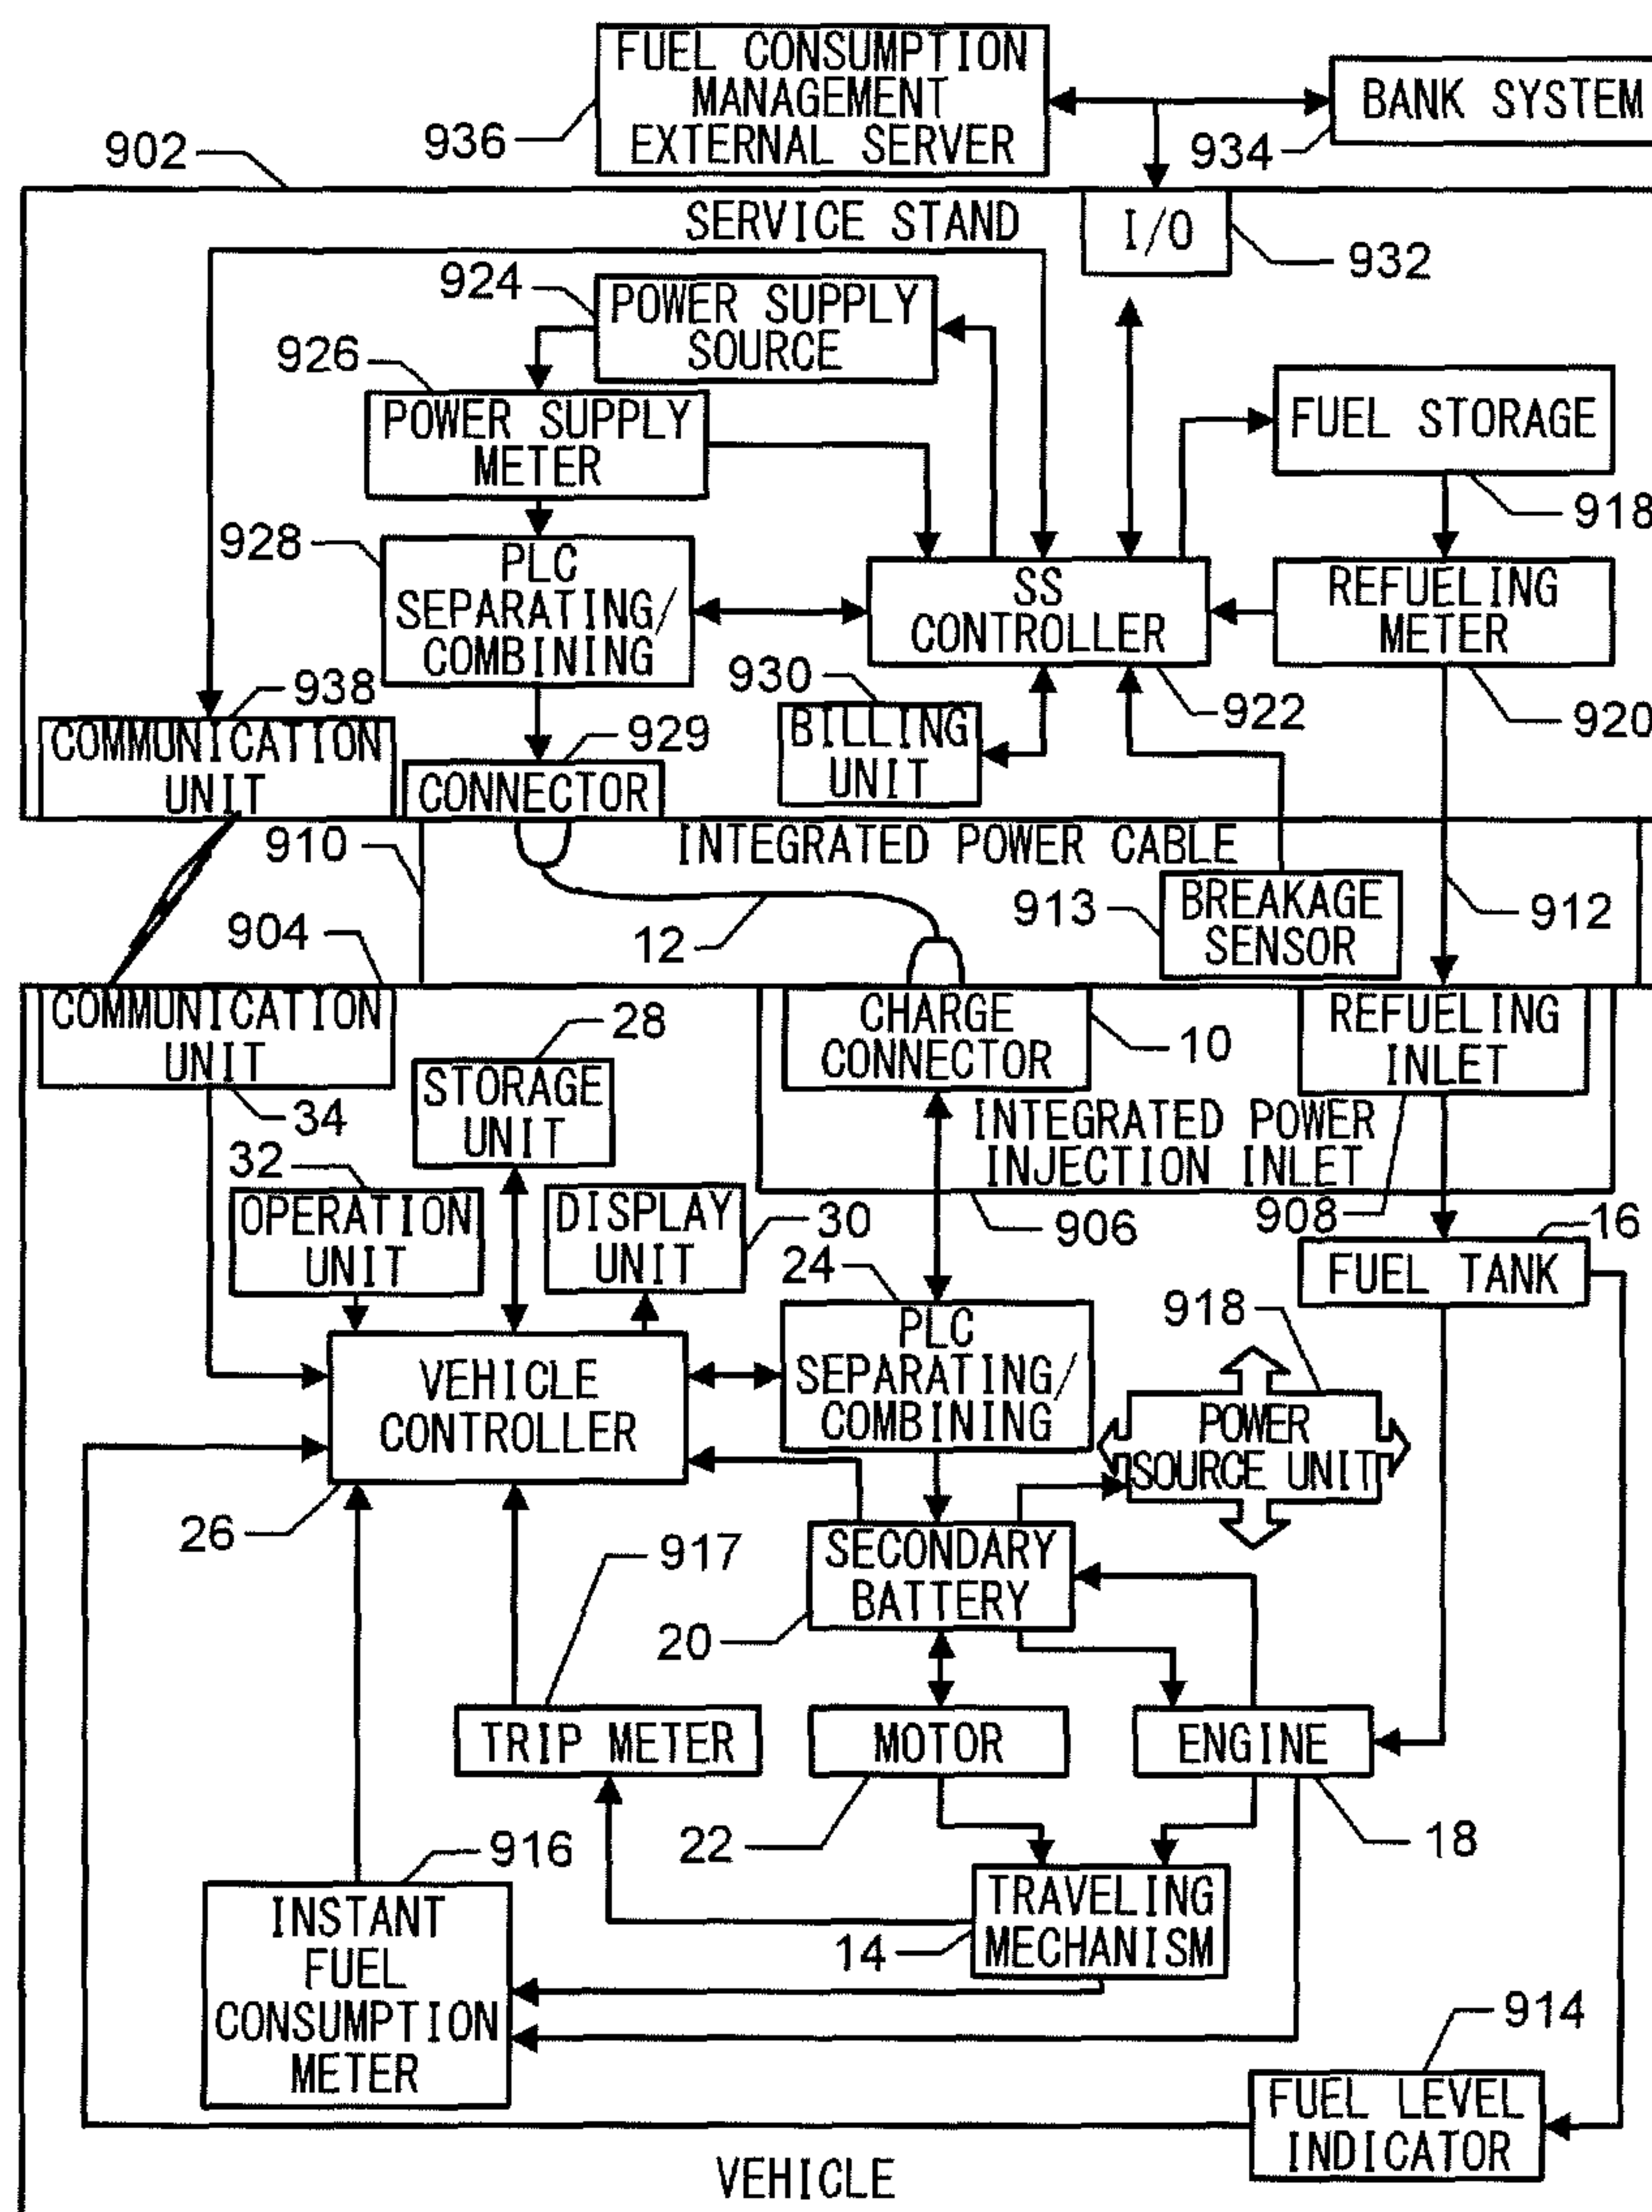 FUEL CONSUMPTION
MANAGEMENT
EXTERNAL SERVER
936
BANK SYSTEM
934
902
SERVICE STAND
I/O
932
924
POWER SUPPLY
SOURCE
926
POWER SUPPLY
METER
FUEL STORAGE
918
928
PLC
SEPARATING/
COMBINING
SS
CONTROLLER
922
REFUELING
METER
920
938
COMMUNICATION
UNIT
929
CONNECTOR
930
BILLING
UNIT
910
INTEGRATED POWER CABLE
12
913
BREAKAGE
SENSOR
912
904
COMMUNICATION
UNIT
34
28
STORAGE
UNIT
CHARGE
CONNECTOR
10
REFUELING
INLET
INTEGRATED POWER
INJECTION INLET
906
908
32
OPERATION
UNIT
DISPLAY
UNIT
30
16
FUEL TANK
24
PLC
SEPARATING/
COMBINING
918
POWER
SOURCE UNIT
VEHICLE
CONTROLLER
26
SECONDARY
BATTERY
20
917
TRIP METER
MOTOR
22
ENGINE
18
916
INSTANT
FUEL
CONSUMPTION
METER
TRAVELING
MECHANISM
14
914
FUEL LEVEL
INDICATOR
VEHICLE